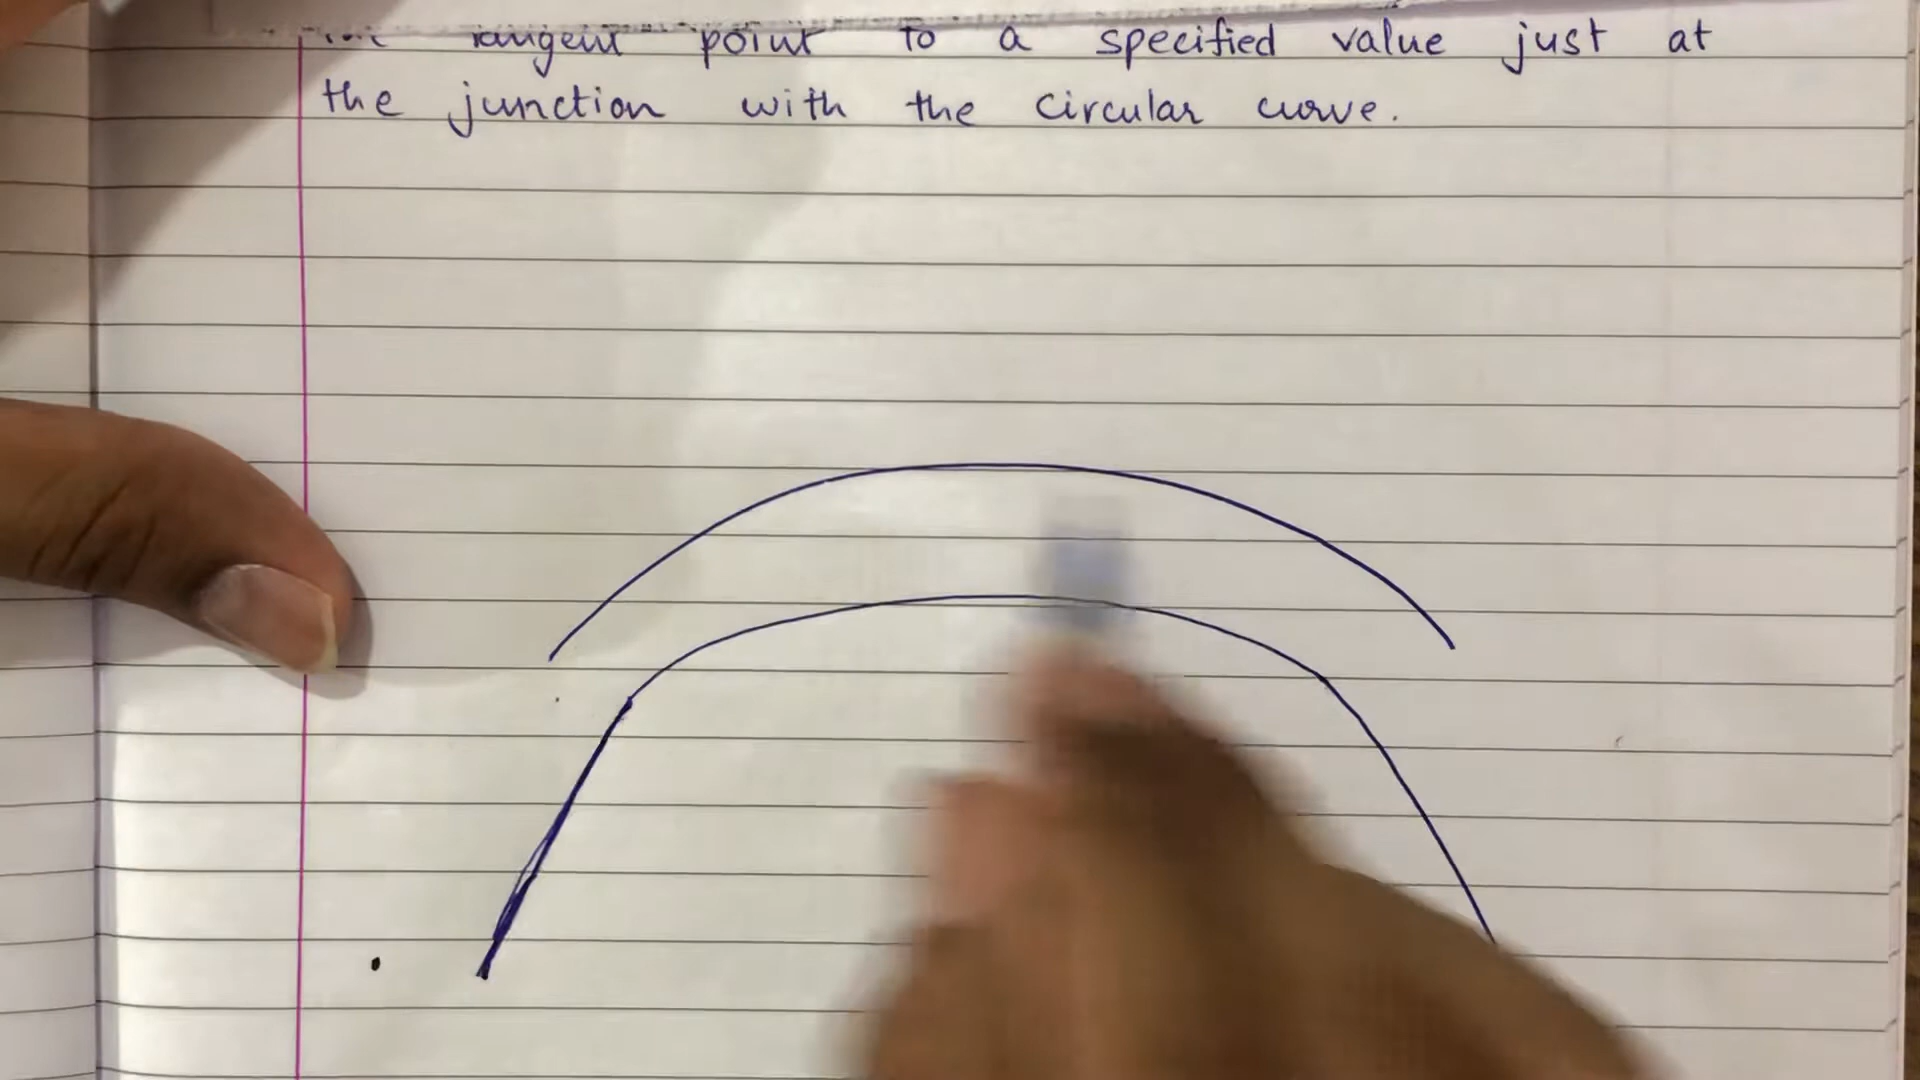 tangent point to a specified value just at
the junction with the circular curve.